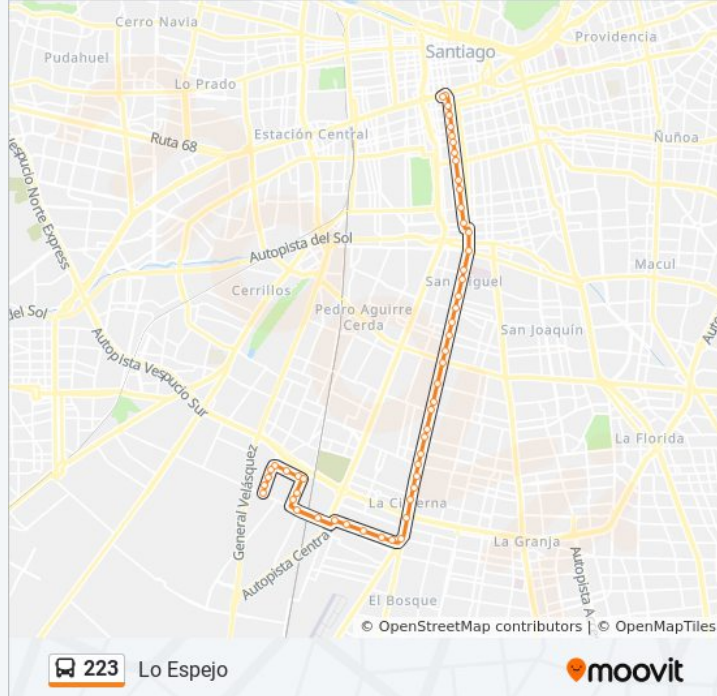 Cerro Navia
Providencia
Santiago
Pudahuel
Lo Prado
Estación Central
Ruta 68
Ñuñoa
Vespucio Norte Express
Autopista del Sol
Macul
Cerrillos
San Miguel
del Sol
Pedro Aguirre
Cerda
San Joaquín
Autopista Vespucio Sur
La Florida
General Velásquez
La Cisterna
La Granja
Autopista Central
Autopista A
El Bosque
© OpenStreetMap contributors | © OpenMapTiles
223 Lo Espejo
moovit